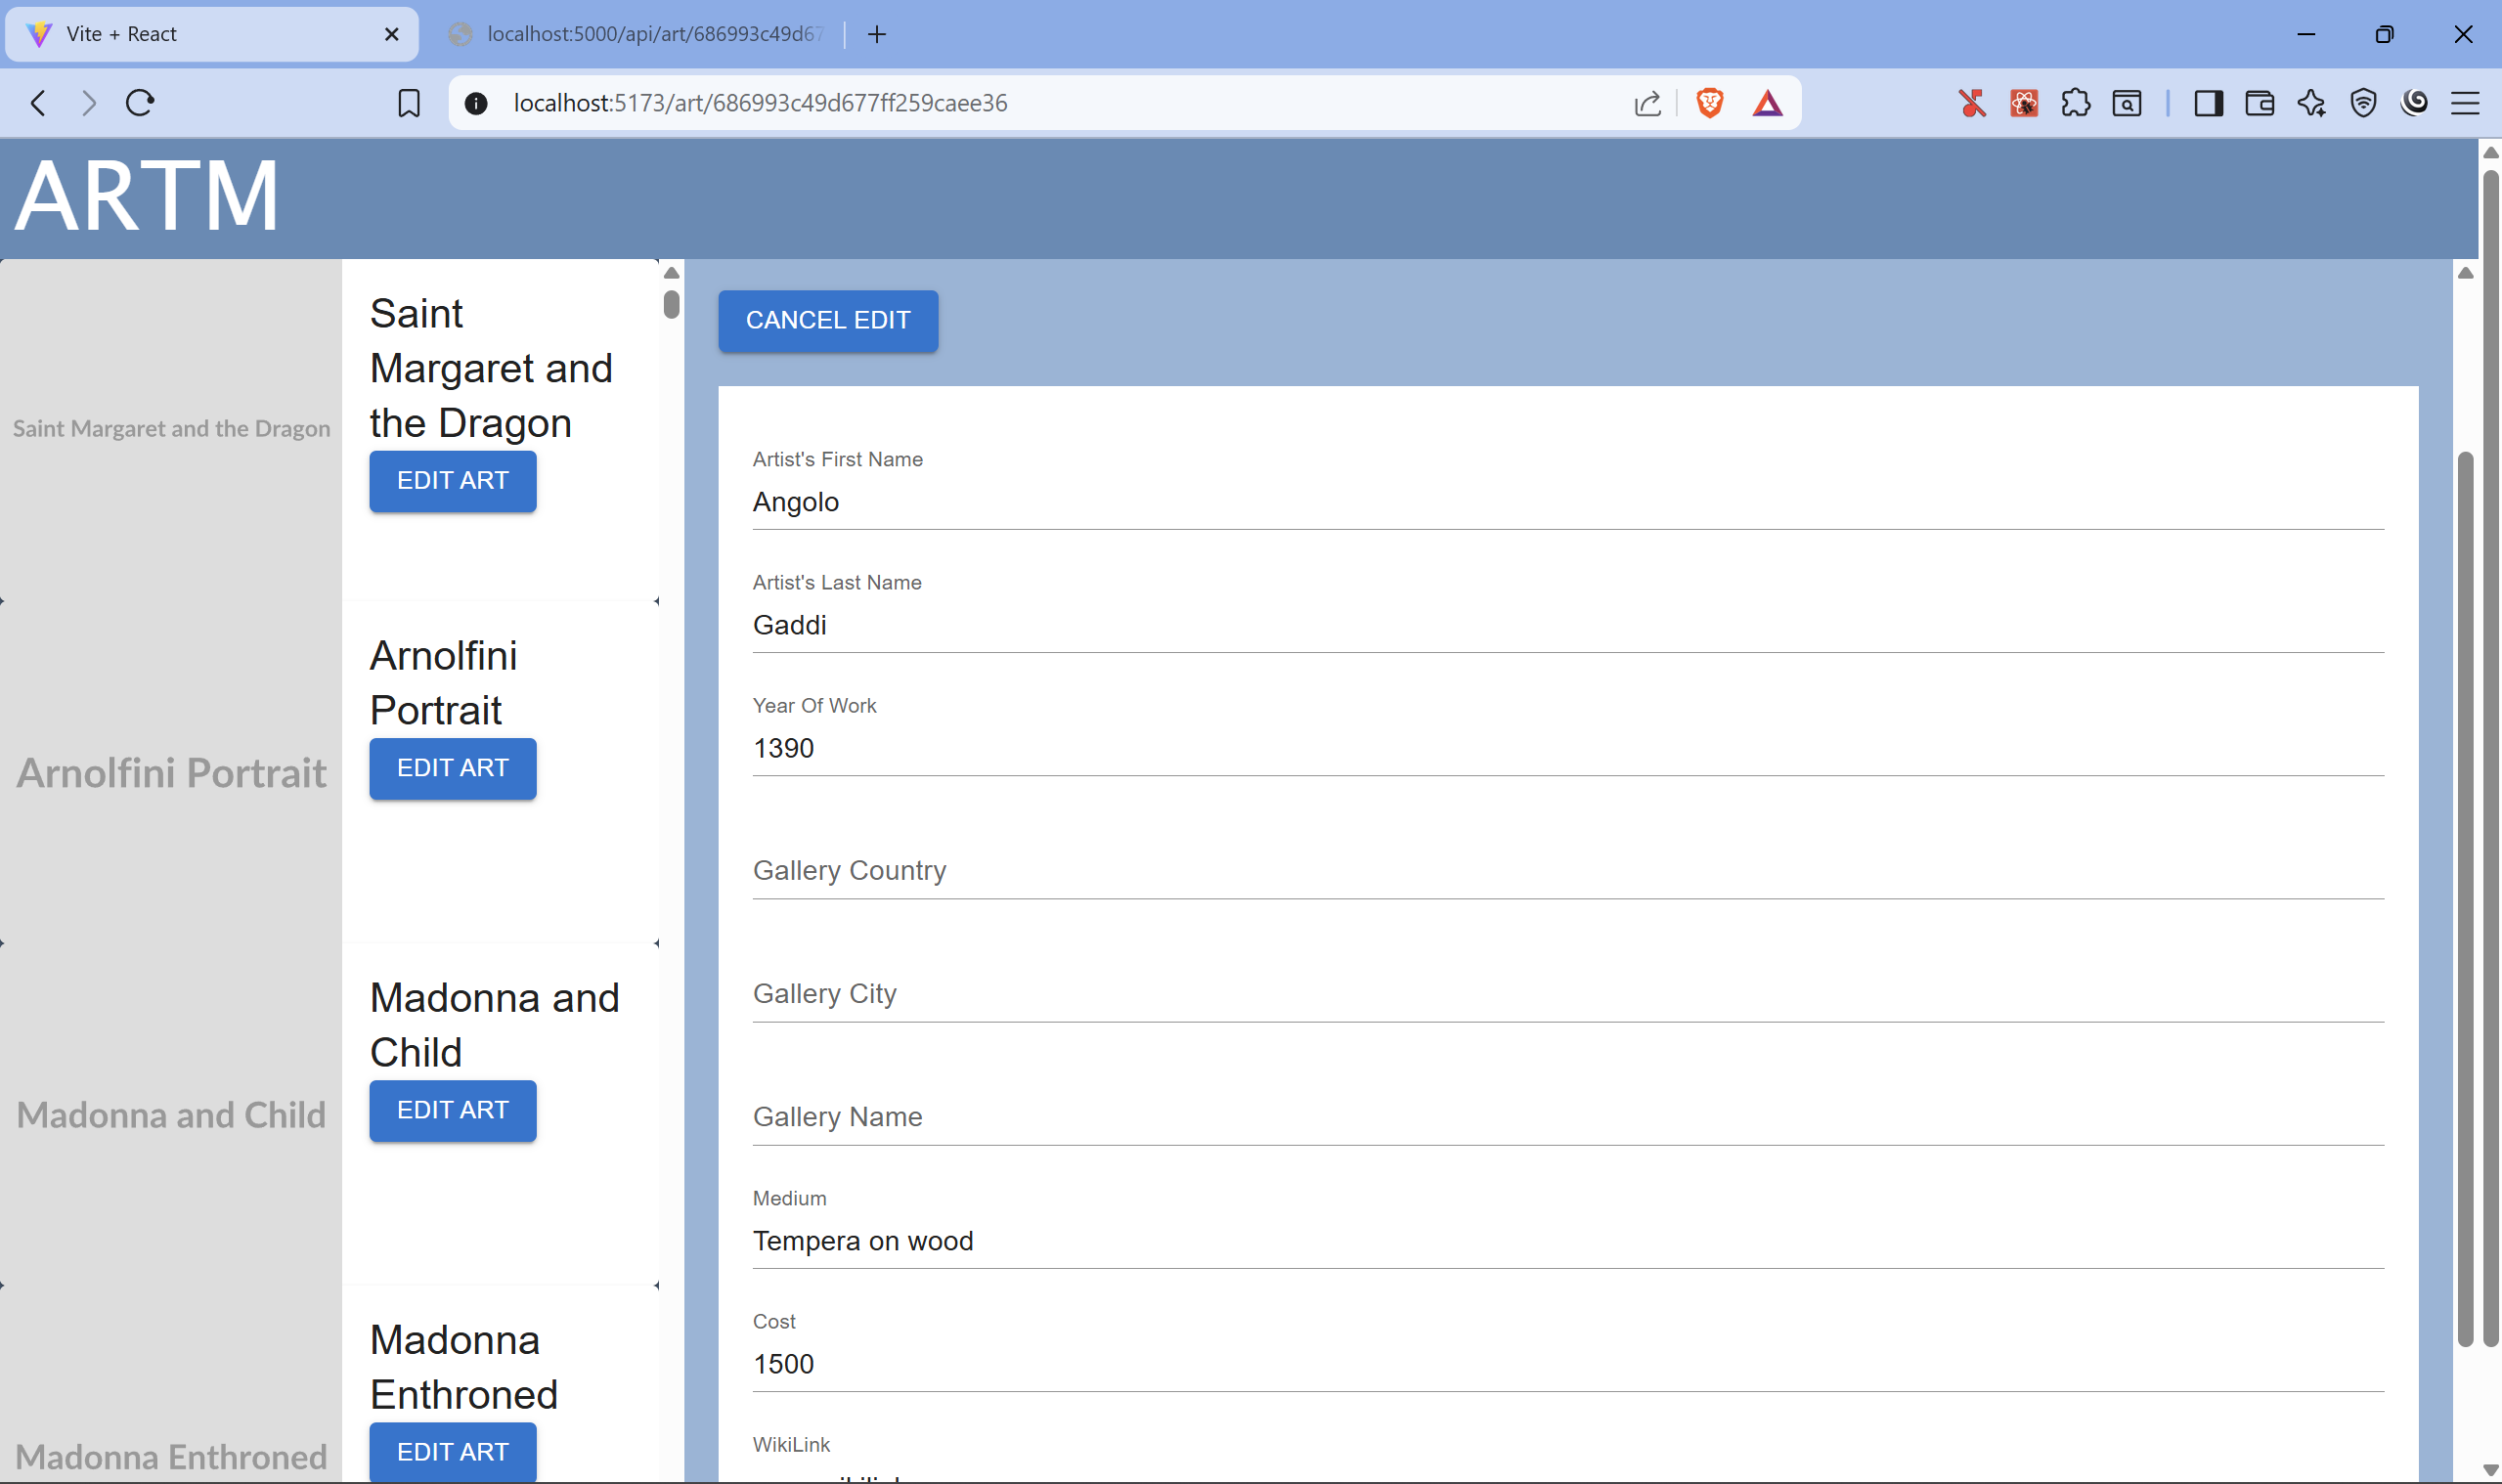 Vite + React
localhost:5000/api/art/686993c49d67
localhost:5173/art/686993c49d677ff259caee36
ARTM
Saint Margaret and the Dragon
Saint
Margaret and
the Dragon
EDIT ART
Arnolfini Portrait
Arnolfini
Portrait
EDIT ART
Madonna and Child
Madonna and
Child
EDIT ART
Madonna Enthroned
Madonna
Enthroned
EDIT ART
CANCEL EDIT
Artist's First Name
Angolo
Artist's Last Name
Gaddi
Year Of Work
1390
Gallery Country
Gallery City
Gallery Name
Medium
Tempera on wood
Cost
1500
WikiLink